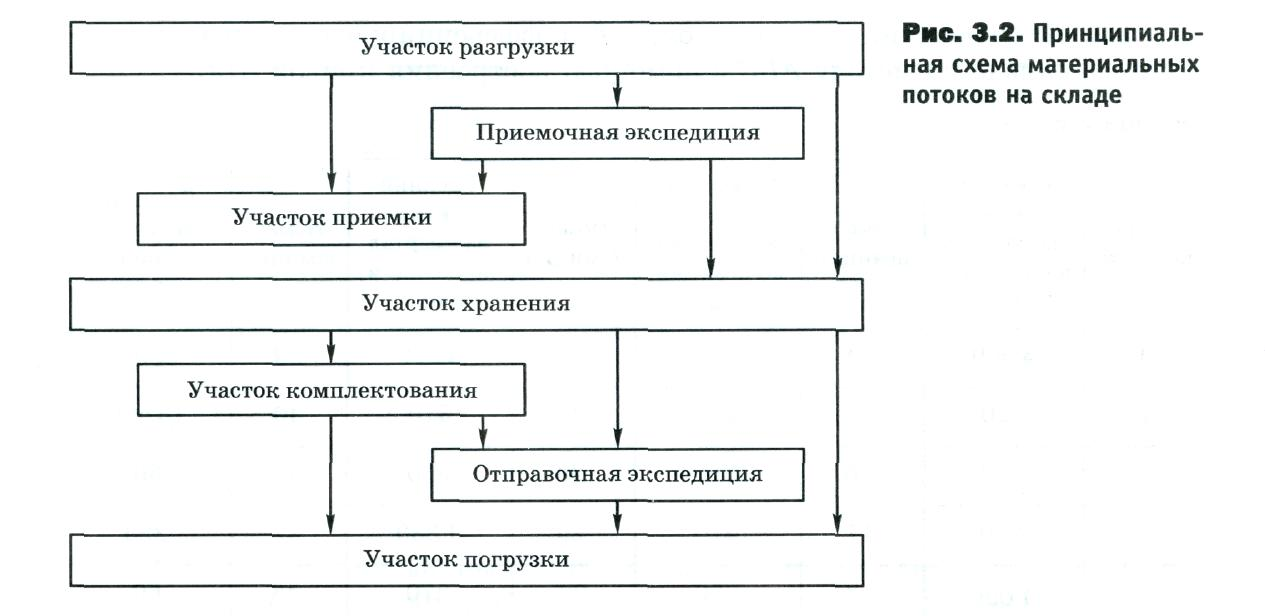 Участок разгрузки
Рис. 3.2. Принципиаль-
ная схема материальных
потоков на складе
Приемочная экспедиция
Участок приемки
Участок хранения
Участок комплектования
Отправочная экспедиция
Участок погрузки